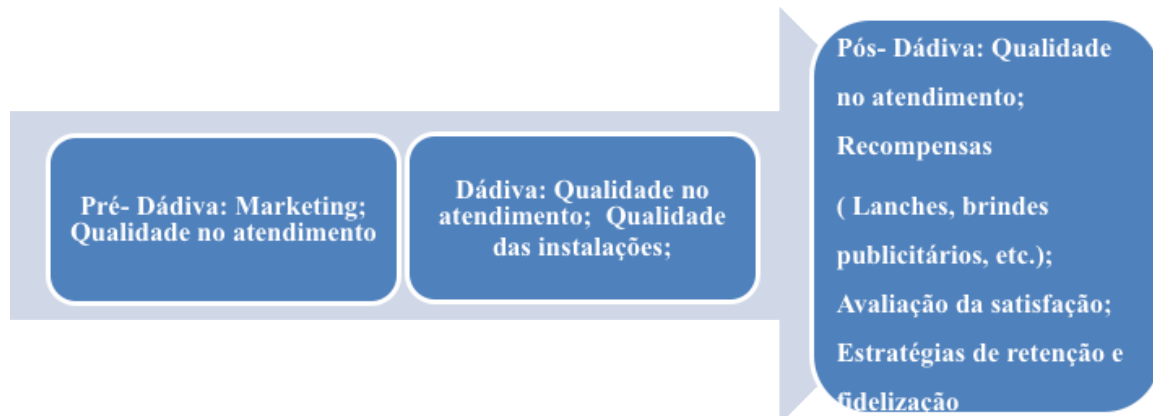 Pré- Dádiva: Marketing;
Qualidade no atendimento
Dádiva: Qualidade no
atendimento;  Qualidade
das instalações;
Pós- Dádiva: Qualidade
no atendimento;
Recompensas
( Lanches, brindes
publicitários, etc.);
Avaliação da satisfação;
Estratégias de retenção e
fidelização